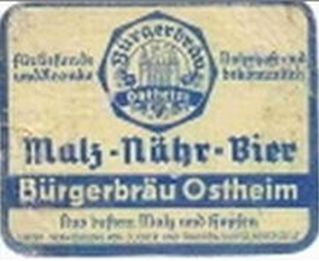 Bürgerbräu
Ostheim
für Gesunde
und Kranke
Nahrhaft und
bekömmlich
Malz-Nähr-Bier
Bürgerbräu Ostheim
Aus bestem Malz und Hopfen